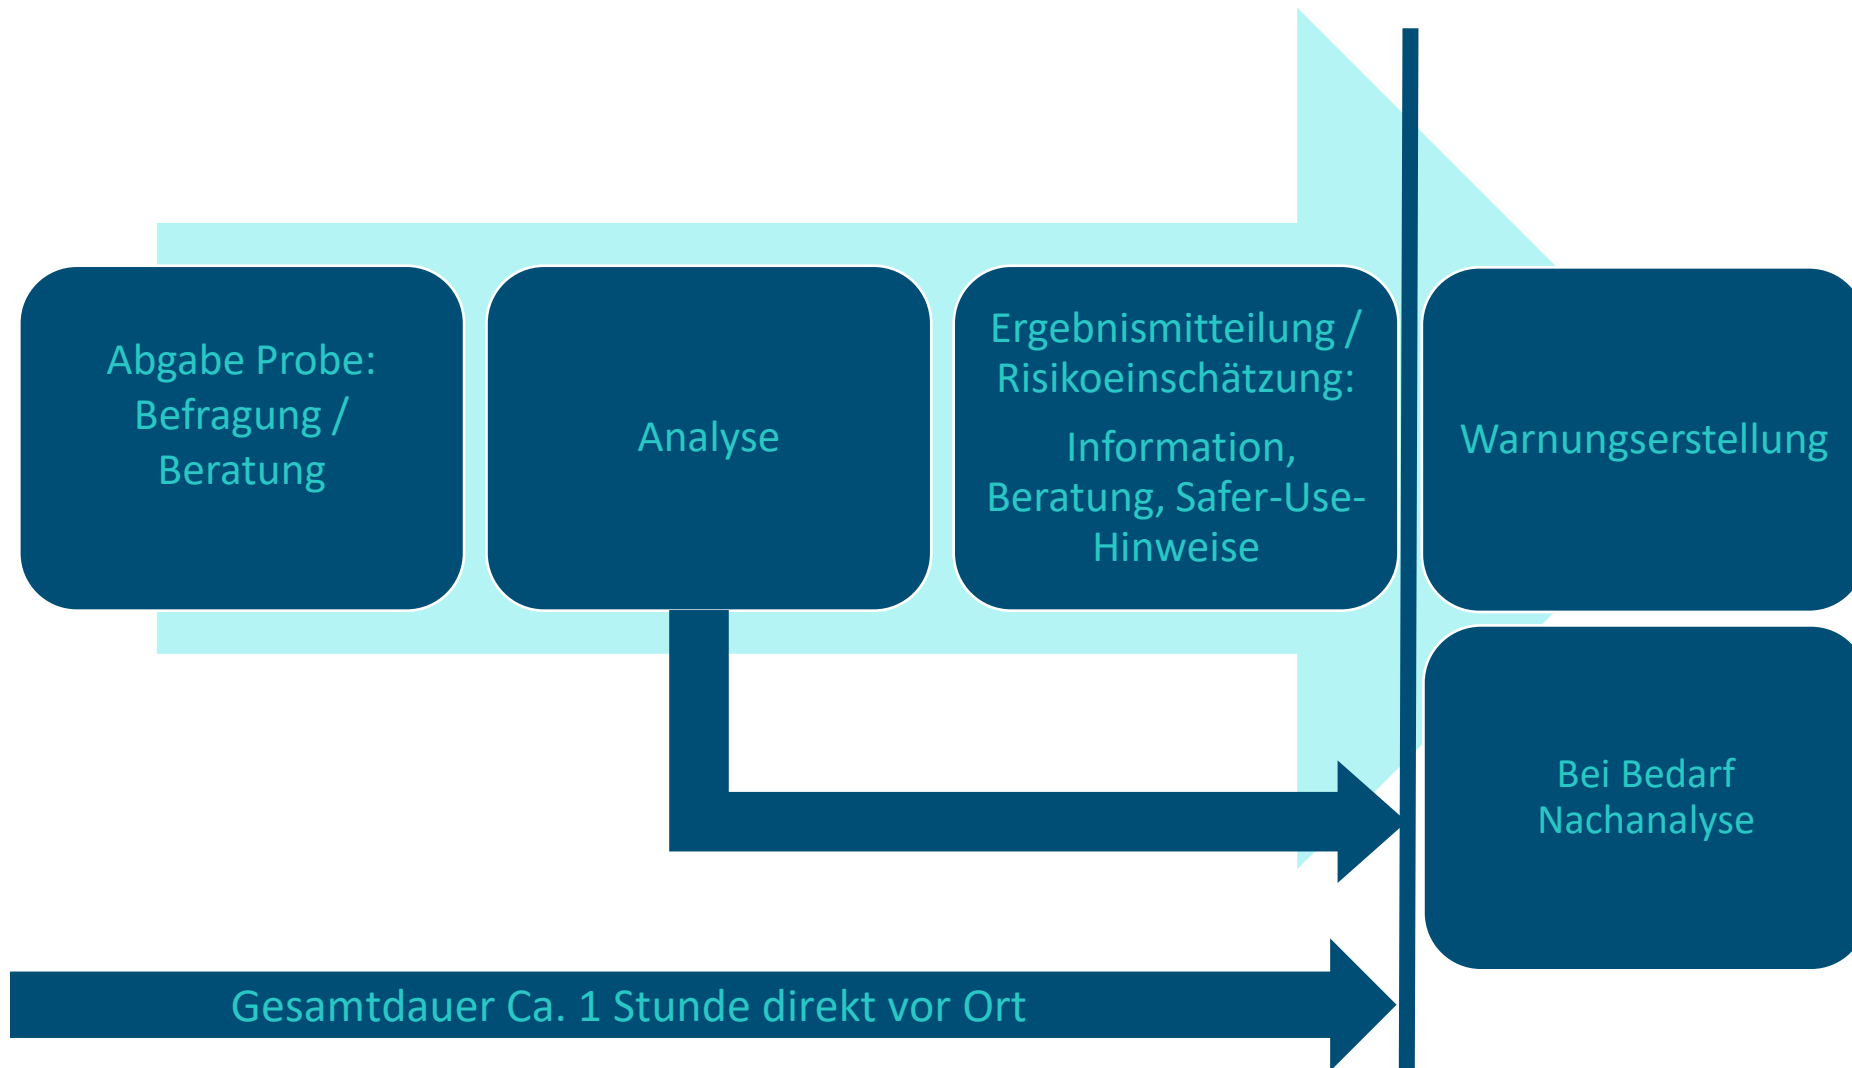 Abgabe Probe:
Befragung /
Beratung
Analyse
Ergebnismitteilung /
Risikoeinschätzung:
Information,
Beratung, Safer-Use-
Hinweise
Warnungserstellung
Bei Bedarf
Nachanalyse
Gesamtdauer Ca. 1 Stunde direkt vor Ort